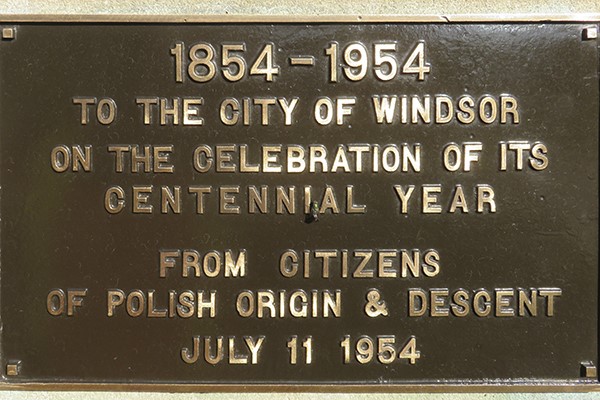 1854-1954
TO THE CITY OF WINDSOR
ON THE CELEBRATION OF ITS
CENTENNIAL YEAR
FROM CITIZENS
OF POLISH ORIGIN & DESCENT
JULY 11 1954